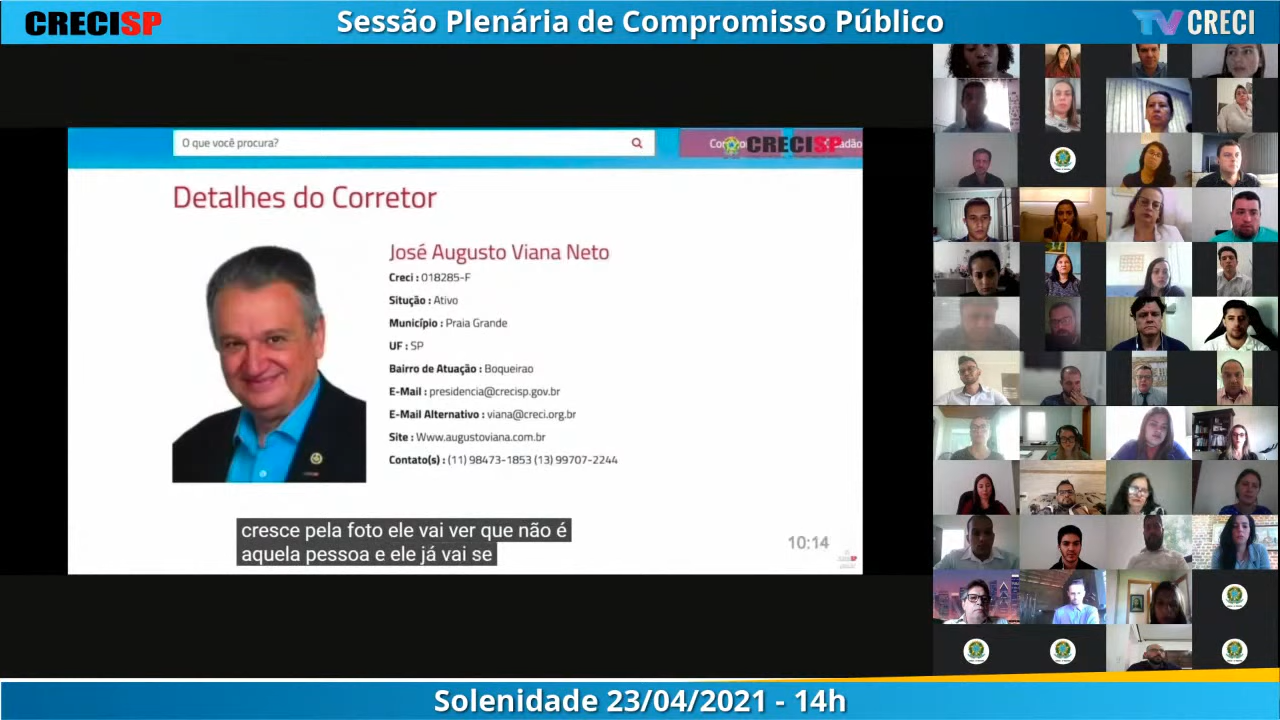 CRECISP
Sessão Plenária de Compromisso Público
TV CRECI
O que você procura?
CRECISP
Detalhes do Corretor
José Augusto Viana Neto
Creci : 018285-F
Situção : Ativo
Município : Praia Grande
UF : SP
Bairro de Atuação : Boqueirao
E-Mail : presidencia@crecisp.gov.br
E-Mail Alternativo : viana@creci.org.br
Site : Www.augustoviana.com.br
Contato(s) : (11) 98473-1853 (13) 99707-2244
cresce pela foto ele vai ver que não é
aquela pessoa e ele já vai se
10:14
Solenidade 23/04/2021 - 14h